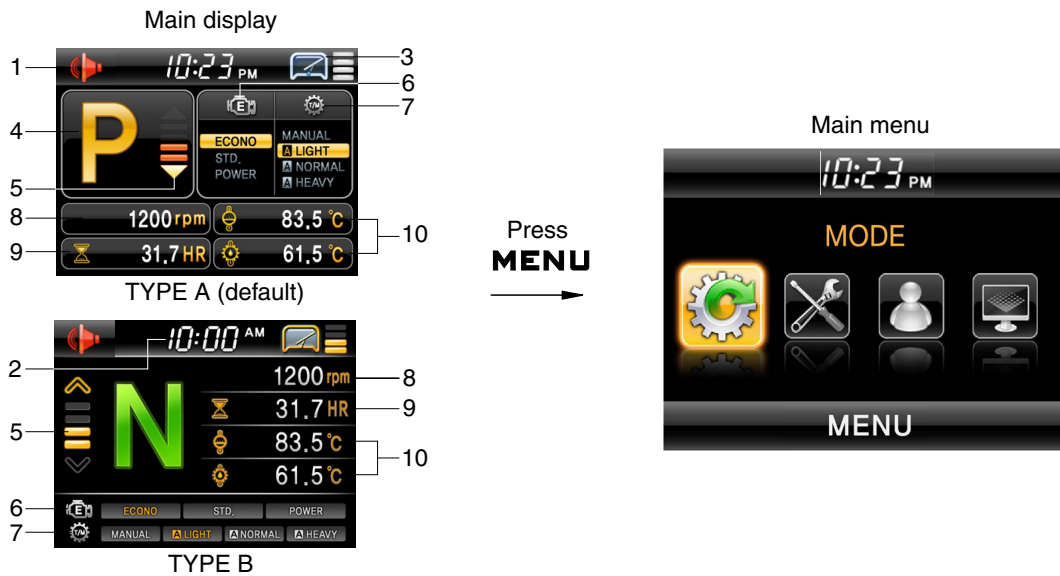 Main display
1
10:23 PM
3
6
7
4
P
E
T/M
ECONO
STD.
POWER
MANUAL
A LIGHT
A NORMAL
A HEAVY
5
8
1200 rpm
83.5 °C
9
31.7 HR
61.5 °C
10
TYPE A (default)
2
10:00 AM
N
1200 rpm
8
31.7 HR
9
5
83.5 °C
61.5 °C
10
6
E
ECONO
STD.
POWER
7
T/M
MANUAL
A LIGHT
A NORMAL
A HEAVY
TYPE B
Press
MENU
Main menu
10:23 PM
MODE
MENU